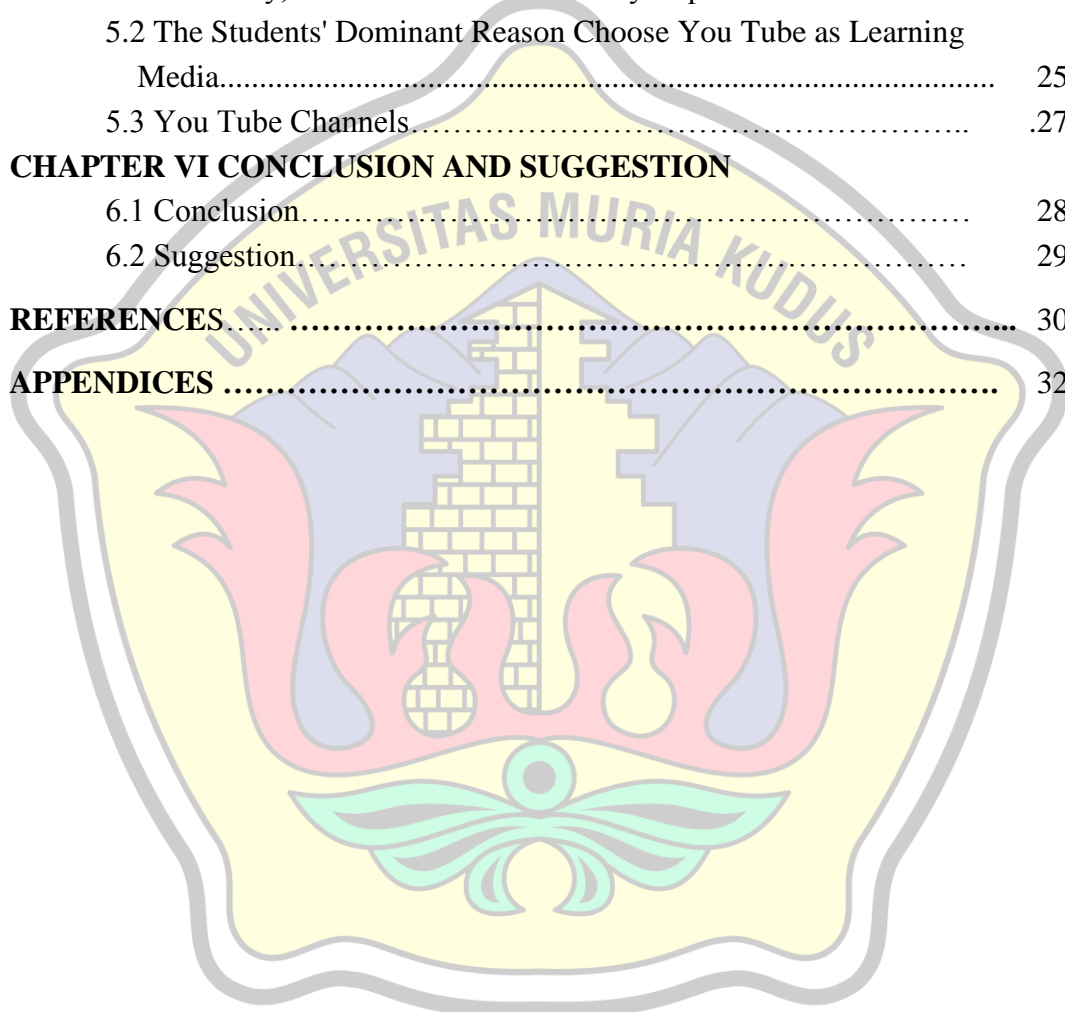 5.2 The Students' Dominant Reason Choose You Tube as Learning
Media........................................................................................ 25
5.3 You Tube Channels……………………………………………….. .27
CHAPTER VI CONCLUSION AND SUGGESTION
6.1 Conclusion………………………………………………………… 28
6.2 Suggestion………………………………………………………… 29
REFERENCES…... …………………………………………………………... 30
APPENDICES …………………………………………………………………. 32
UNIVERSITAS MURIA KUDUS